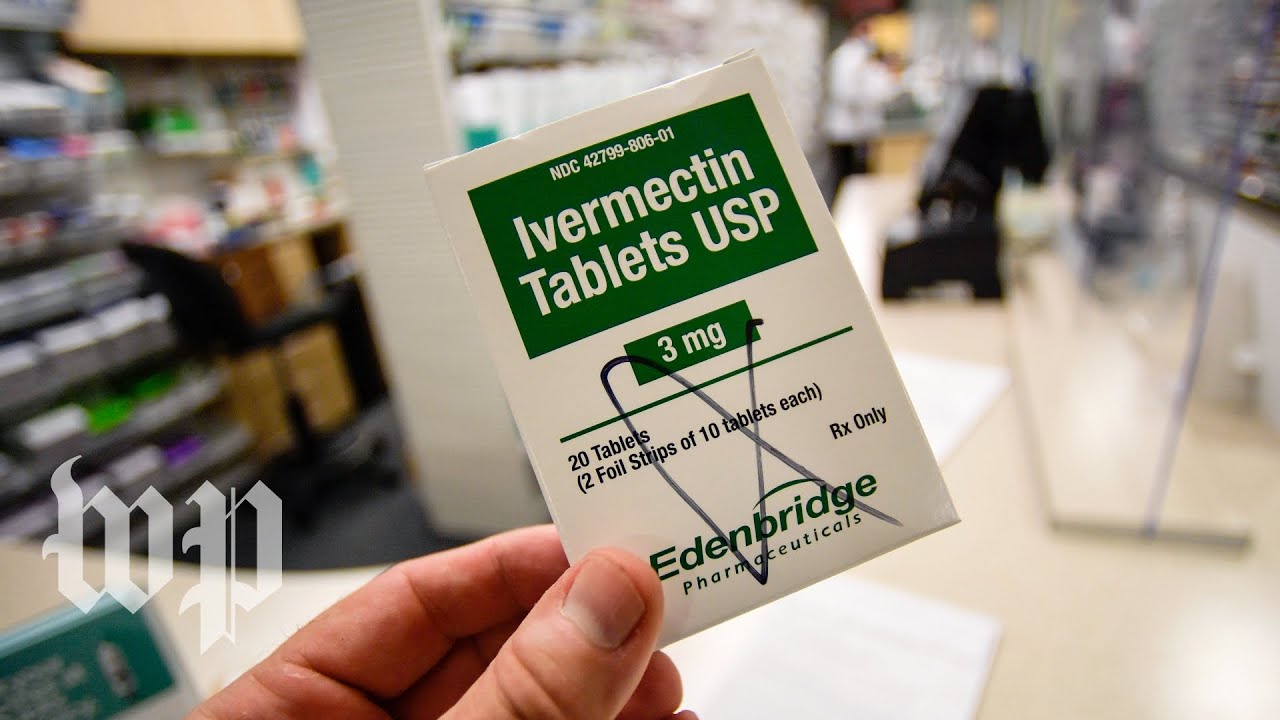 NDC 42799-806-01
Ivermectin
Tablets USP
3 mg
20 Tablets
(2 Foil Strips of 10 tablets each)
Rx Only
Edenbridge
Pharmaceuticals
wp